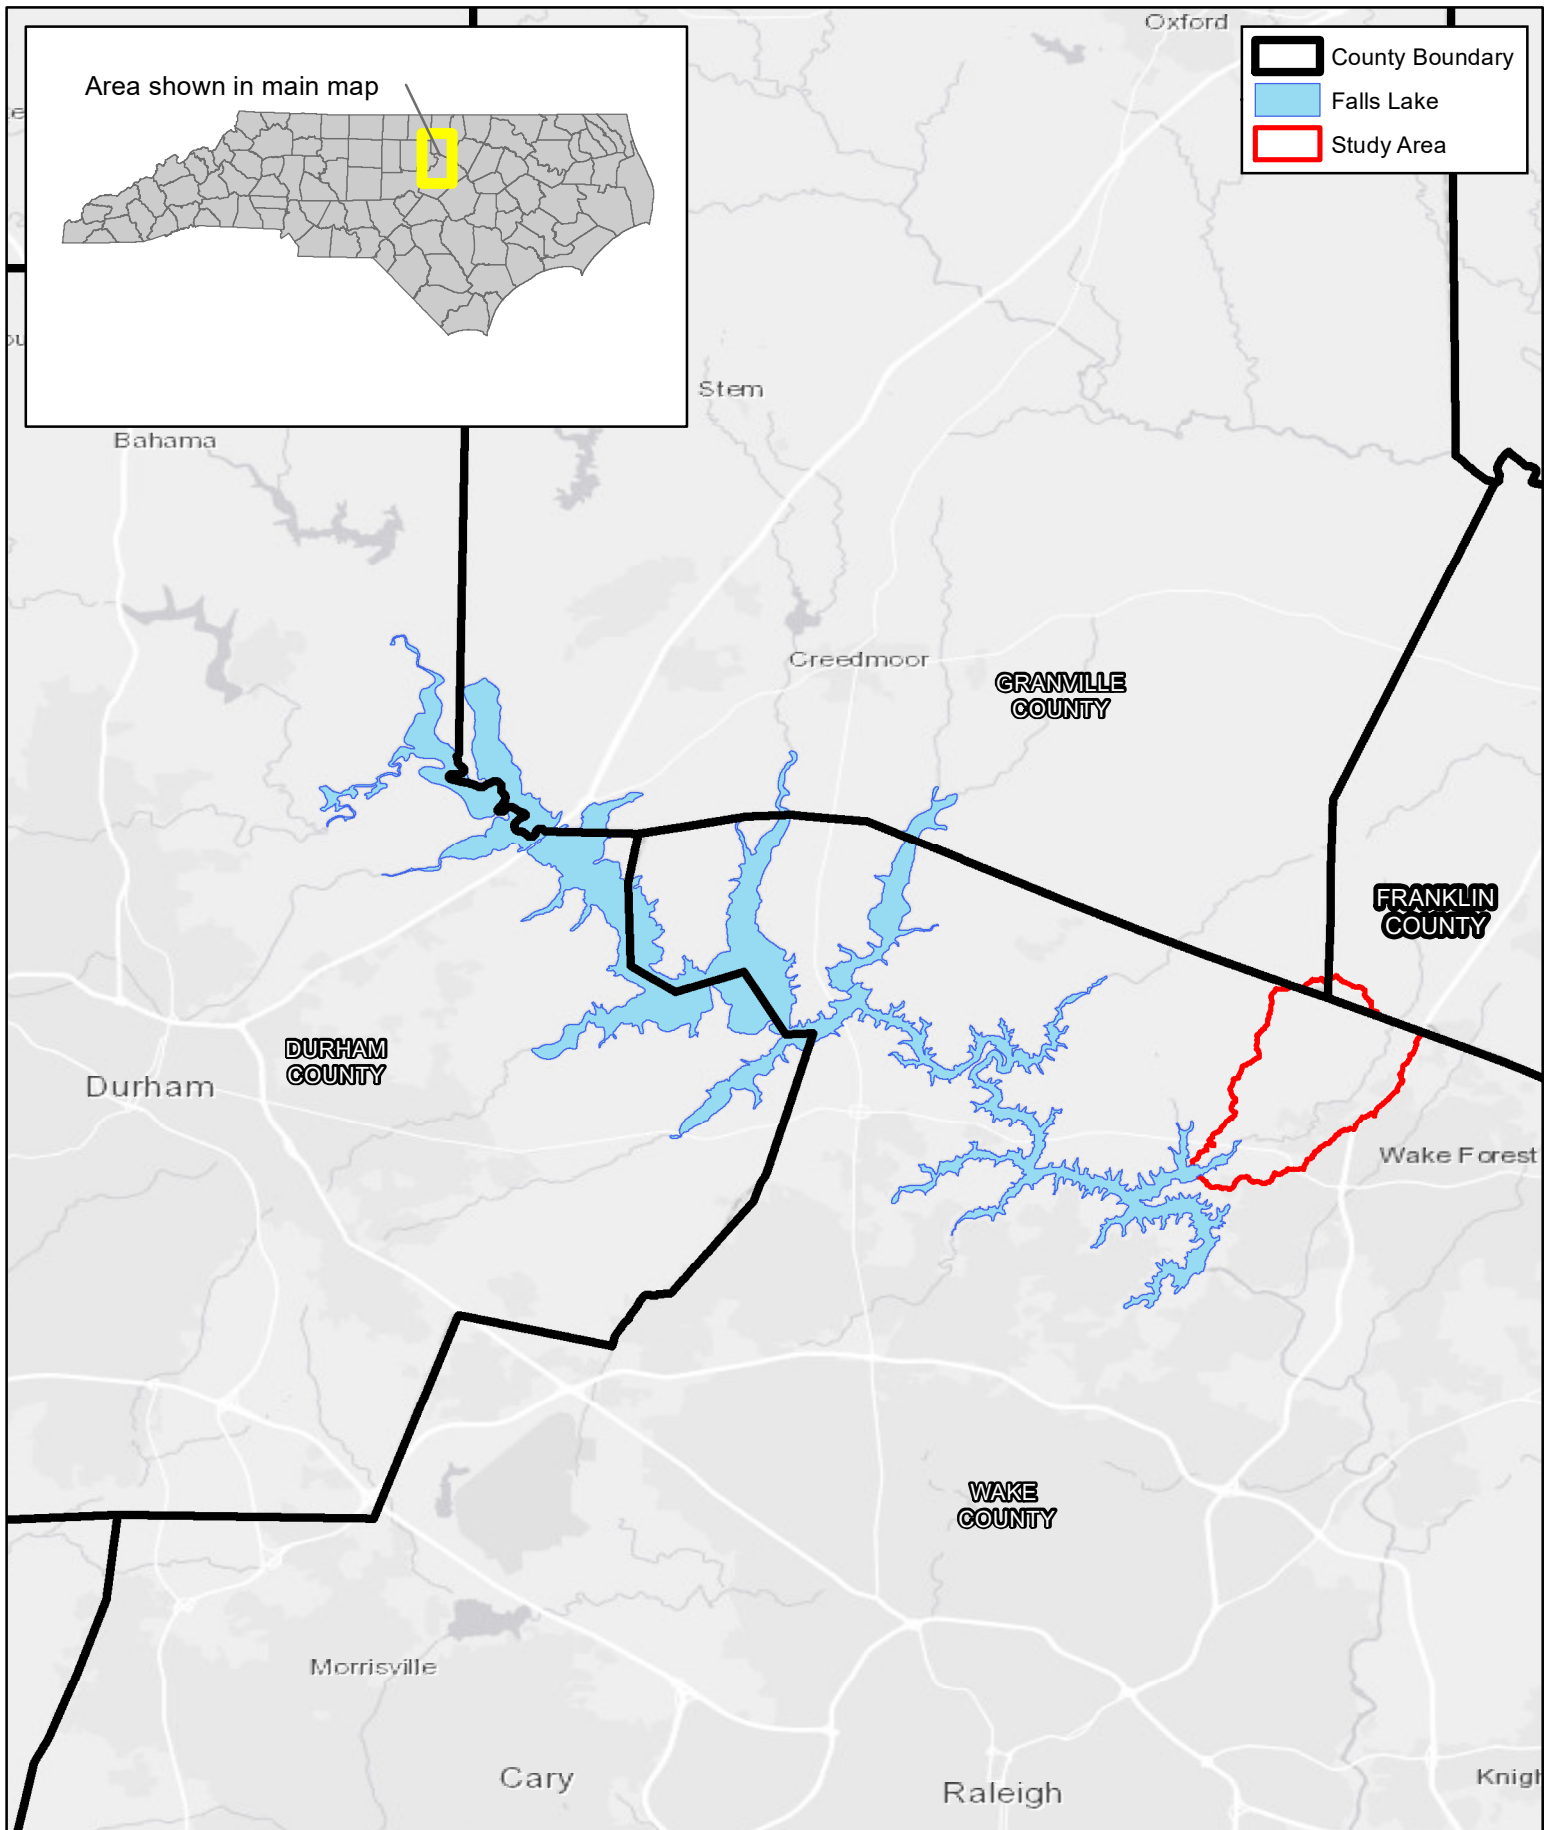 Oxford
Area shown in main map
County Boundary
Falls Lake
Study Area
Stem
Bahama
Creedmoor
GRANVILLE
COUNTY
FRANKLIN
COUNTY
DURHAM
COUNTY
Durham
Wake Forest
WAKE
COUNTY
Morrisville
Cary
Raleigh
Knigh